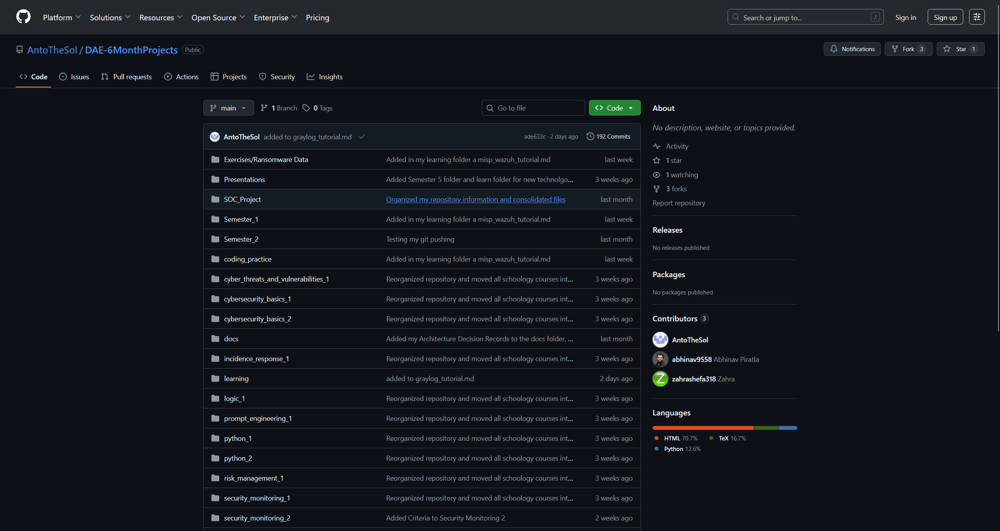 Platform Solutions Resources Open Source Enterprise Pricing Search or jump to... / Sign in Sign up
AntoTheSol / DAE-6MonthProjects Public Notifications Fork 3 Star 1
Code Issues Pull requests Actions Projects Security Insights
main 1 Branch 0 Tags Go to file Code
AntoTheSol added to graylog_tutorial.md ade633c · 2 days ago 192 Commits
Exercises/Ransomware Data Added in my learning folder a misp_wazuh_tutorial.md last week
Presentations Added Semester 5 folder and learn folder for new technolgo... 3 weeks ago
SOC_Project Organized my repository information and consolidated files last month
Semester_1 Added in my learning folder a misp_wazuh_tutorial.md last week
Semester_2 Testing my git pushing last month
coding_practice Added in my learning folder a misp_wazuh_tutorial.md last week
cyber_threats_and_vulnerabilities_1 Reorganized repository and moved all schoology courses int... 3 weeks ago
cybersecurity_basics_1 Reorganized repository and moved all schoology courses int... 3 weeks ago
cybersecurity_basics_2 Reorganized repository and moved all schoology courses int... 3 weeks ago
docs Added my Architecture Decision Records to the docs folder, ... last month
incidence_response_1 Reorganized repository and moved all schoology courses int... 3 weeks ago
learning added to graylog_tutorial.md 2 days ago
logic_1 Reorganized repository and moved all schoology courses int... 3 weeks ago
prompt_engineering_1 Reorganized repository and moved all schoology courses int... 3 weeks ago
python_1 Reorganized repository and moved all schoology courses int... 3 weeks ago
python_2 Reorganized repository and moved all schoology courses int... 3 weeks ago
risk_management_1 Reorganized repository and moved all schoology courses int... 3 weeks ago
security_monitoring_1 Reorganized repository and moved all schoology courses int... 3 weeks ago
security_monitoring_2 Added Criteria to Security Monitoring 2 2 weeks ago
About
No description, website, or topics provided.
Activity
1 star
1 watching
3 forks
Report repository
Releases
No releases published
Packages
No packages published
Contributors 3
AntoTheSol
abhinav9558 Abhinav Piratla
Z
zahrashefa318 Zahra
Languages
HTML 70.7% TeX 16.7%
Python 12.6%